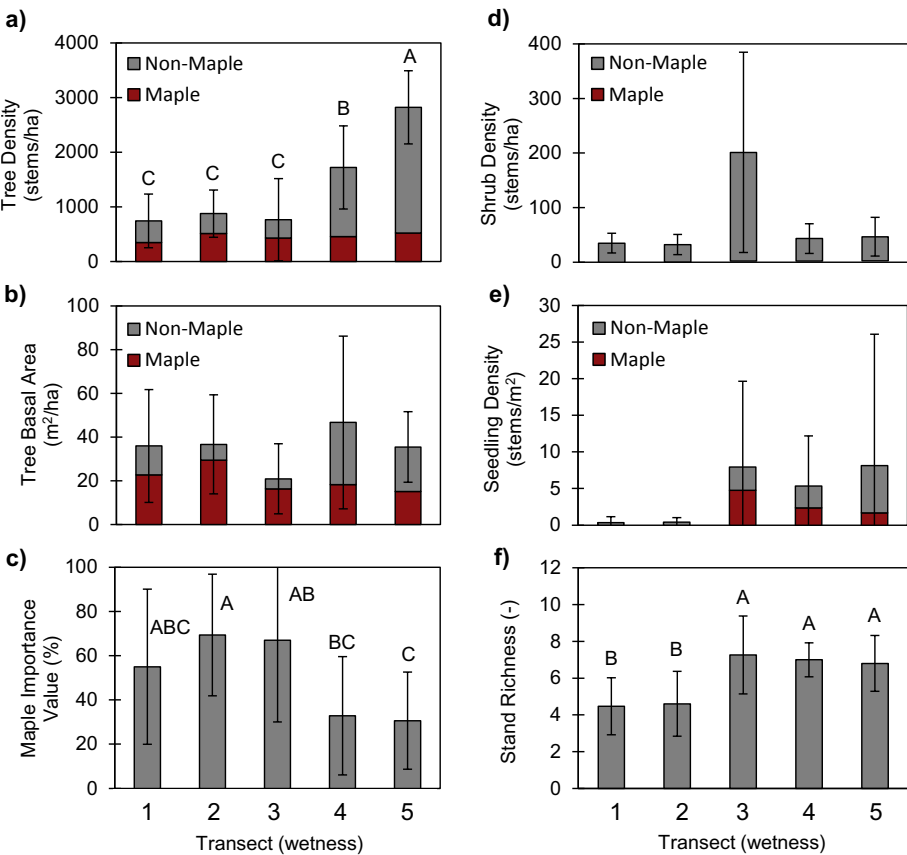 a)
4000
3000
2000
1000
0
Tree Density
(stems/ha)
Non-Maple
Maple
C
C
C
B
A
b)
100
80
60
40
20
0
Tree Basal Area
(m²/ha)
Non-Maple
Maple
c)
100
80
60
40
20
0
Maple Importance
Value (%)
ABC
A
AB
BC
C
1 2 3 4 5
Transect (wetness)
d)
400
300
200
100
0
Shrub Density
(stems/ha)
Non-Maple
Maple
e)
30
25
20
15
10
5
0
Seedling Density
(stems/m²)
Non-Maple
Maple
f)
12
10
8
6
4
2
0
Stand Richness (-)
B
B
A
A
A
1 2 3 4 5
Transect (wetness)